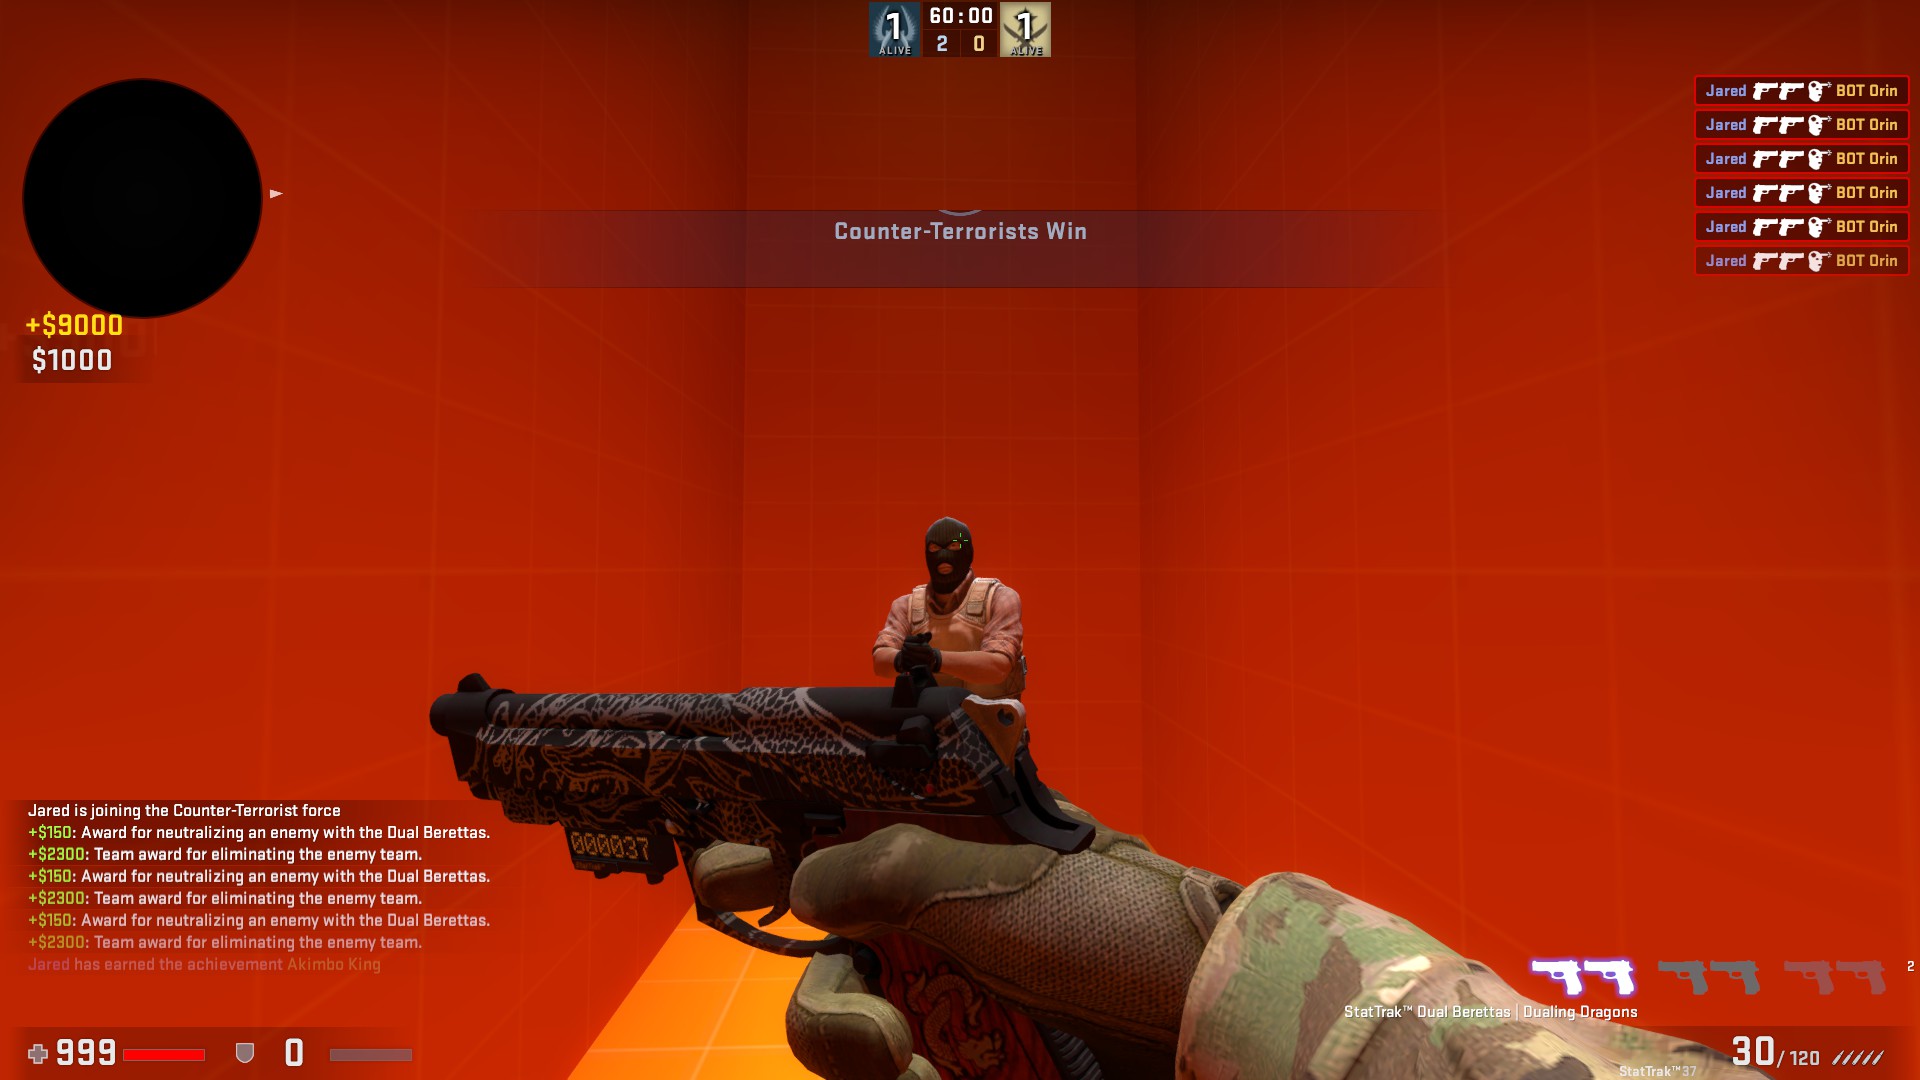 1
ALIVE
60:00
2 0
1
ALIVE
Jared BOT Orin
Jared BOT Orin
Jared BOT Orin
Jared BOT Orin
Jared BOT Orin
Jared BOT Orin
Counter-Terrorists Win
+$9000
$1000
000037
Jared is joining the Counter-Terrorist force
+$150: Award for neutralizing an enemy with the Dual Berettas.
+$2300: Team award for eliminating the enemy team.
+$150: Award for neutralizing an enemy with the Dual Berettas.
+$2300: Team award for eliminating the enemy team.
+$150: Award for neutralizing an enemy with the Dual Berettas.
+$2300: Team award for eliminating the enemy team.
Jared has earned the achievement Akimbo King
2
StatTrak™ Dual Berettas | Dualing Dragons
999 0
30/ 120
StatTrak™37